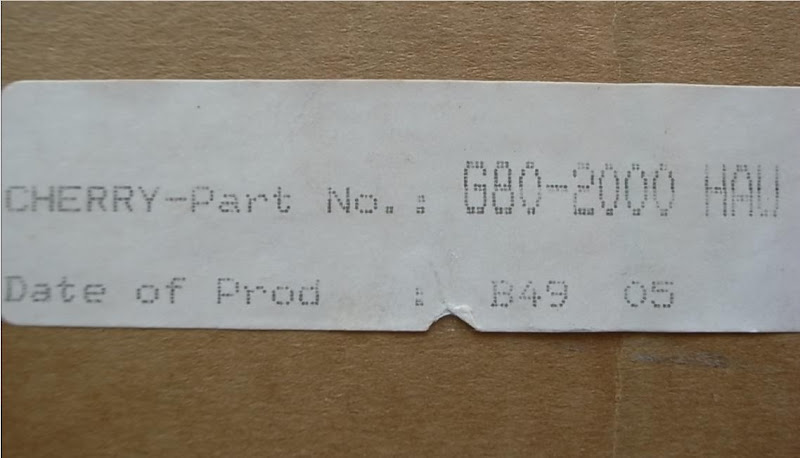 CHERRY-Part No.: G80-2000 HAU
Date of Prod : B49 05